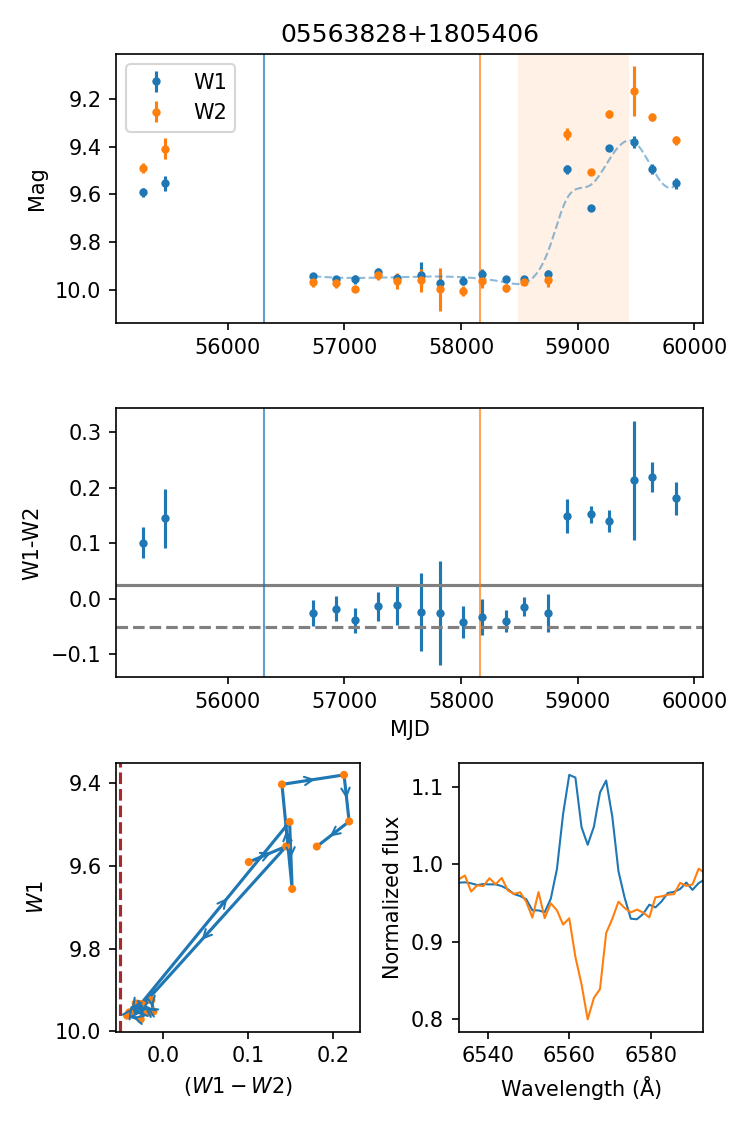 05563828+1805406
W1
W2
Mag
9.2
9.4
9.6
9.8
10.0
56000 57000 58000 59000 60000
W1-W2
0.3
0.2
0.1
0.0
−0.1
56000 57000 58000 59000 60000
MJD
W1
9.4
9.6
9.8
10.0
0.0 0.1 0.2
(W1 − W2)
Normalized flux
1.1
1.0
0.9
0.8
6540 6560 6580
Wavelength (Å)